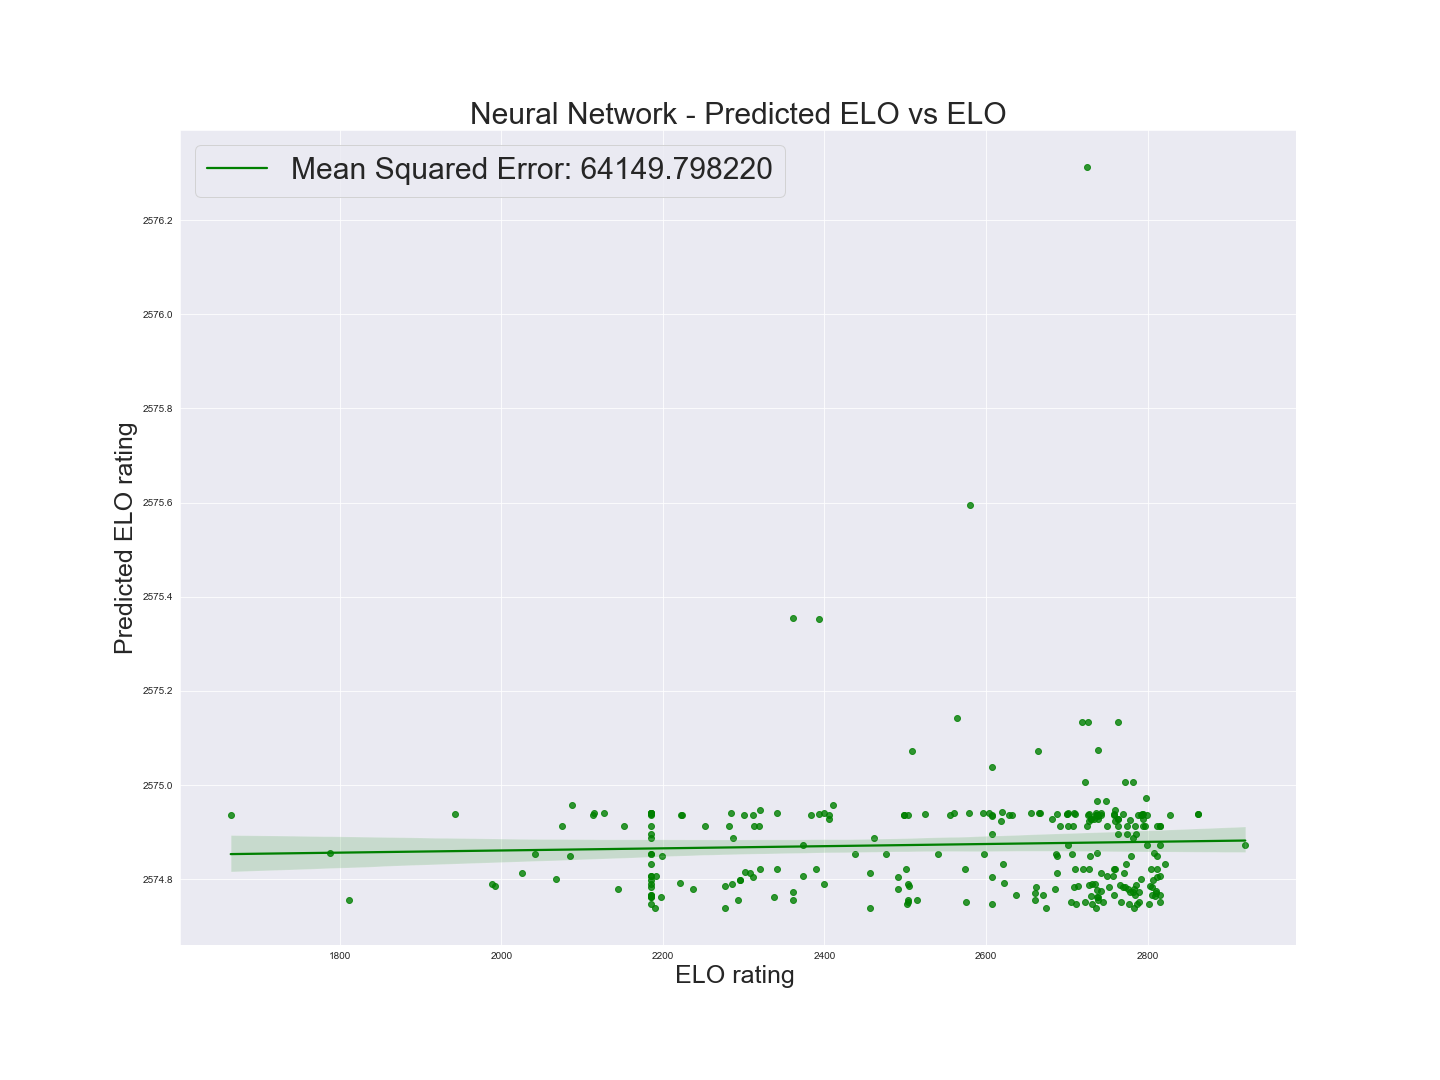 Neural Network - Predicted ELO vs ELO
Mean Squared Error: 64149.798220
2576.2
2576.0
2575.8
2575.6
2575.4
2575.2
2575.0
2574.8
Predicted ELO rating
1800 2000 2200 2400 2600 2800
ELO rating